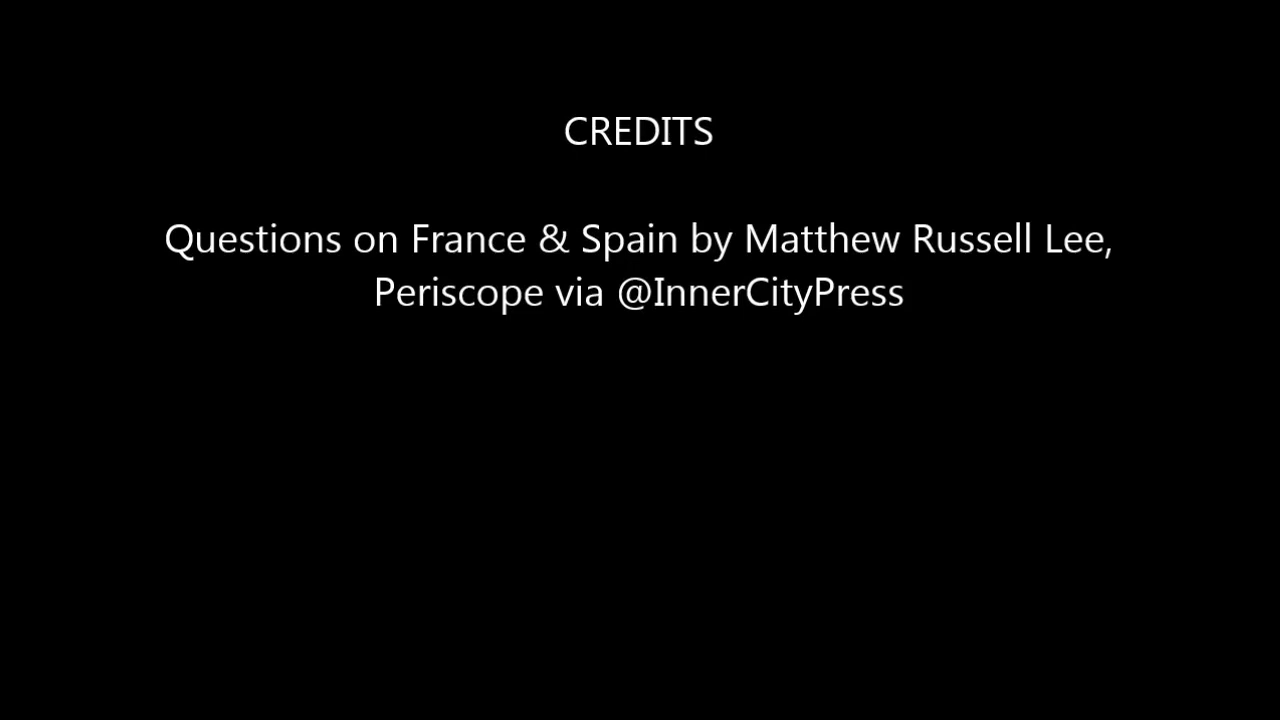 CREDITS
Questions on France & Spain by Matthew Russell Lee,
Periscope via @InnerCityPress